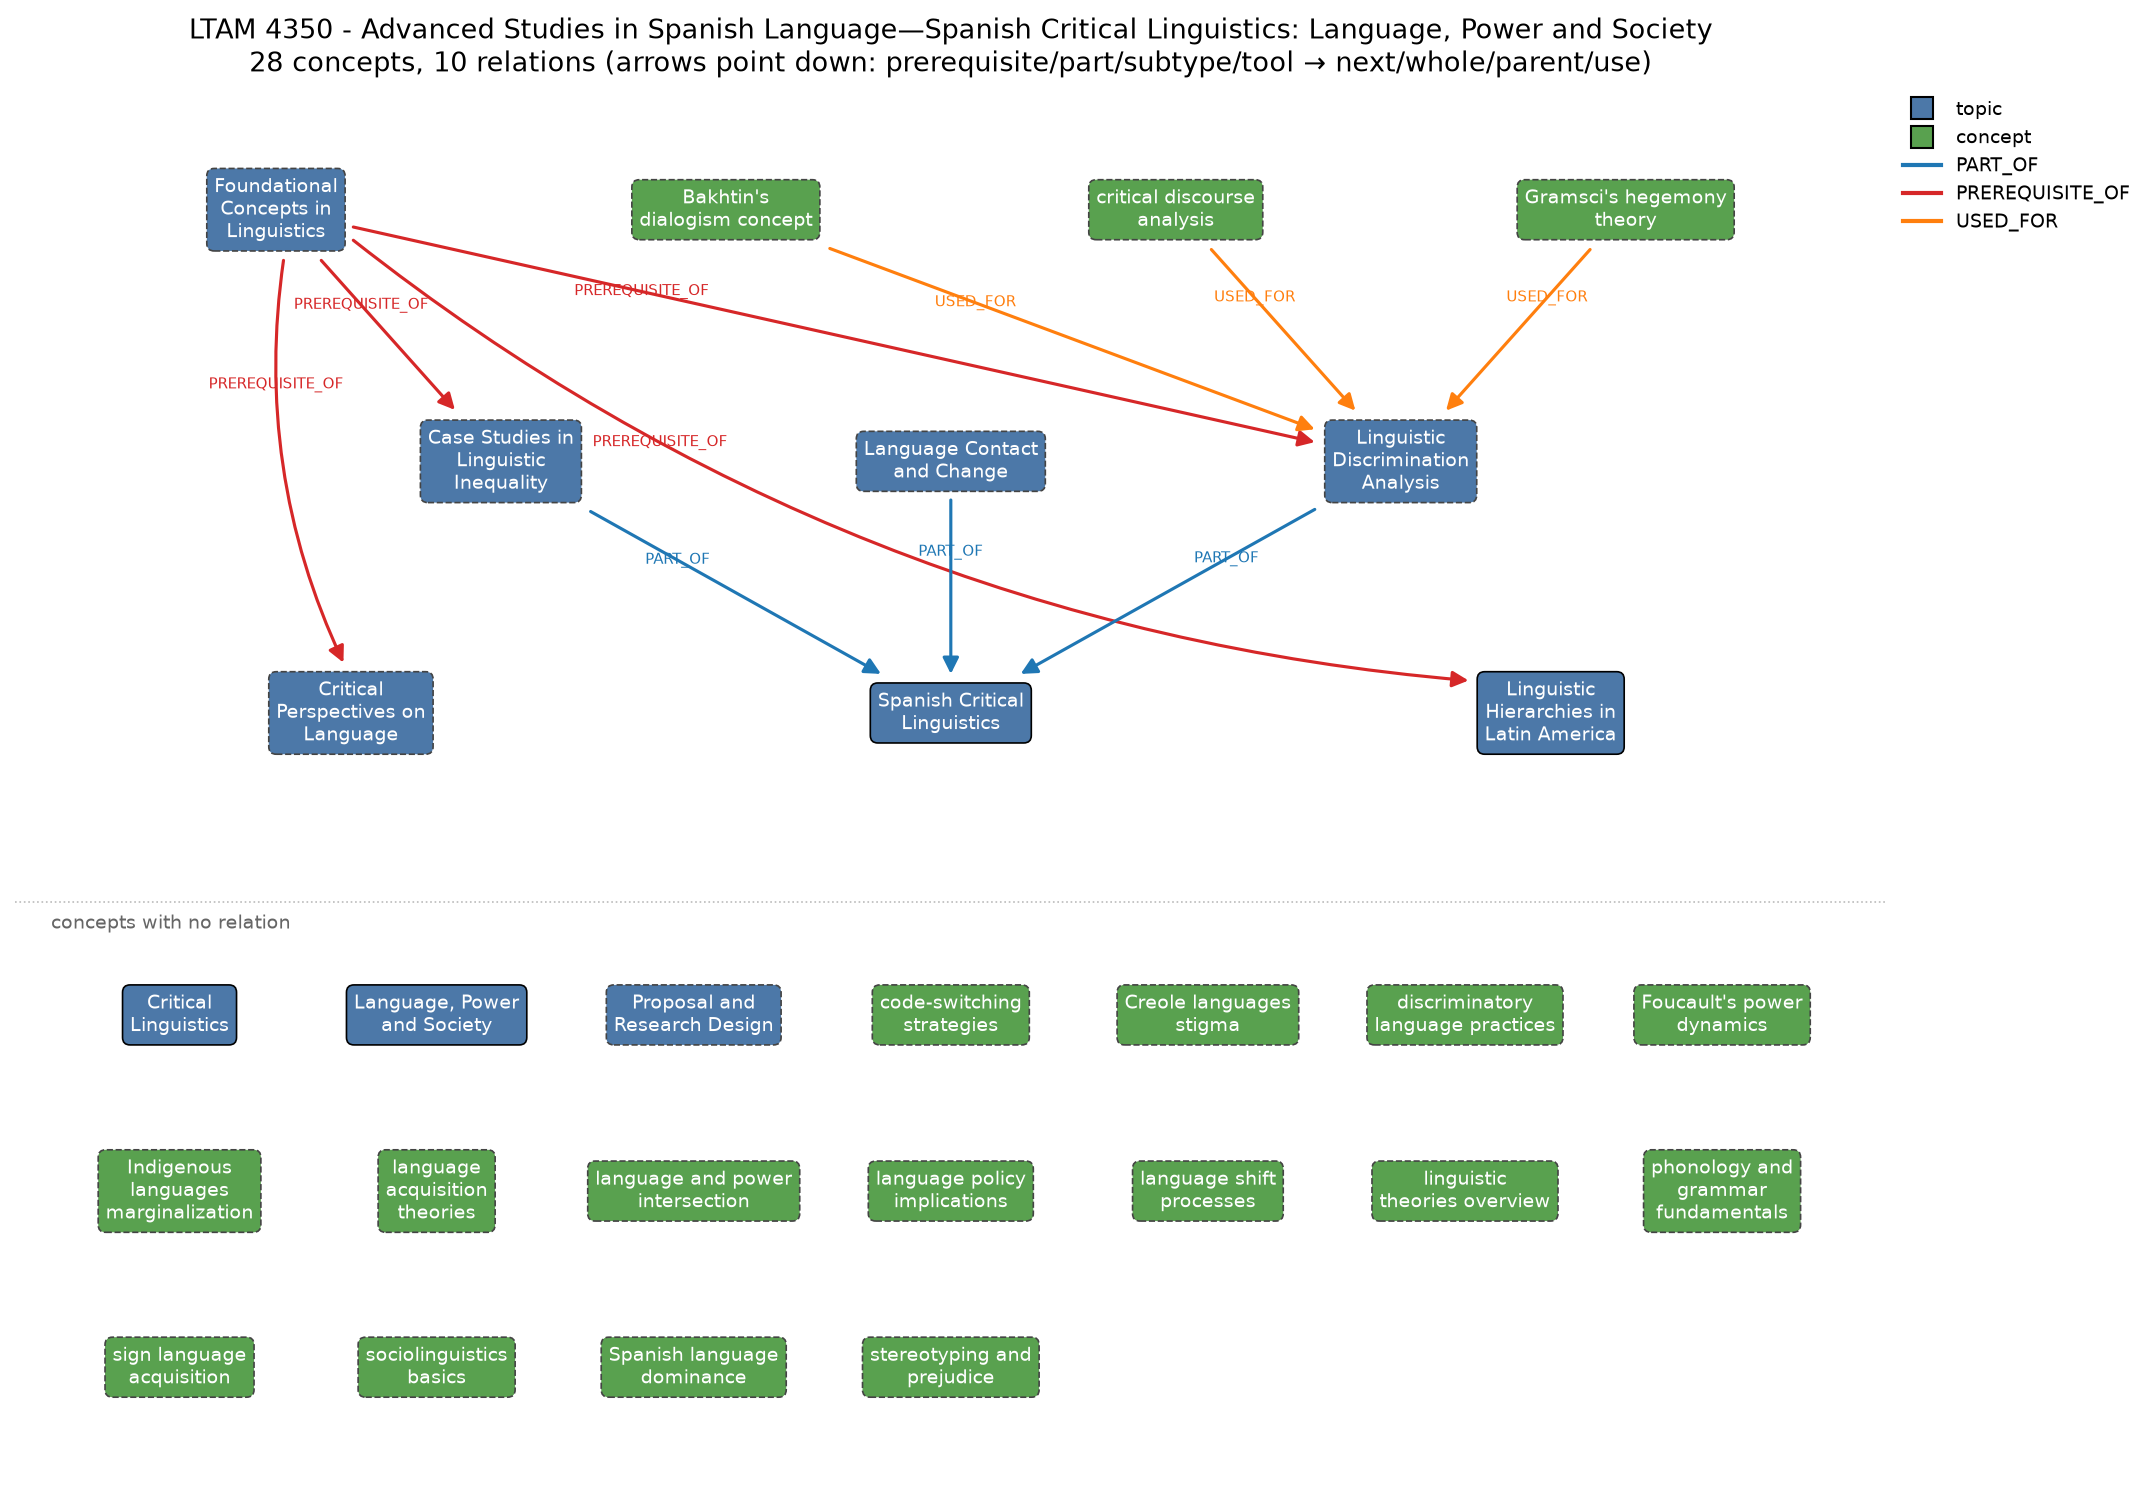 LTAM 4350 - Advanced Studies in Spanish Language—Spanish Critical Linguistics: Language, Power and Society
28 concepts, 10 relations (arrows point down: prerequisite/part/subtype/tool → next/whole/parent/use)
topic
concept
PART_OF
PREREQUISITE_OF
USED_FOR
Foundational
Concepts in
Linguistics
Bakhtin's
dialogism concept
critical discourse
analysis
Gramsci's hegemony
theory
PREREQUISITE_OF
PREREQUISITE_OF
USED_FOR
USED_FOR
USED_FOR
PREREQUISITE_OF
PREREQUISITE_OF
Case Studies in
Linguistic
Inequality
Language Contact
and Change
Linguistic
Discrimination
Analysis
PART_OF
PART_OF
PART_OF
Critical
Perspectives on
Language
Spanish Critical
Linguistics
Linguistic
Hierarchies in
Latin America
concepts with no relation
Critical
Linguistics
Language, Power
and Society
Proposal and
Research Design
code-switching
strategies
Creole languages
stigma
discriminatory
language practices
Foucault's power
dynamics
Indigenous
languages
marginalization
language
acquisition
theories
language and power
intersection
language policy
implications
language shift
processes
linguistic
theories overview
phonology and
grammar
fundamentals
sign language
acquisition
sociolinguistics
basics
Spanish language
dominance
stereotyping and
prejudice